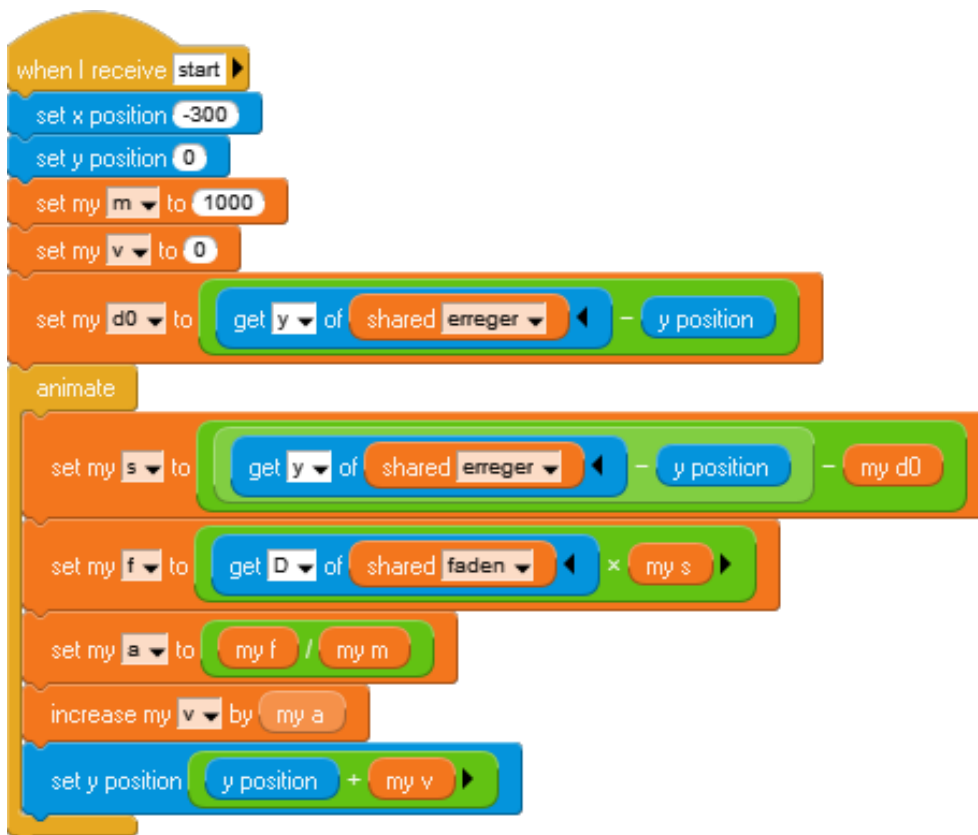 when I receive start
set x position -300
set y position 0
set my m to 1000
set my v to 0
set my d0 to get y of shared erreger - y position
animate
set my s to get y of shared erreger - y position - my d0
set my f to get D of shared faden × my s
set my a to my f / my m
increase my v by my a
set y position y position + my v